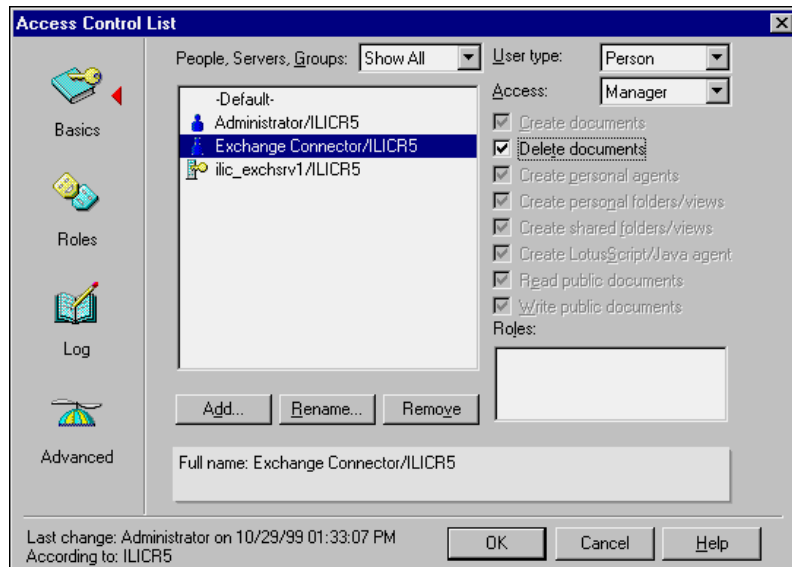 Access Control List
Basics
Roles
Log
Advanced
People, Servers, Groups: Show All
-Default-
Administrator/ILICR5
Exchange Connector/ILICR5
ilic_exchsrv1/ILICR5
Add... Rename... Remove
User type: Person
Access: Manager
Create documents
Delete documents
Create personal agents
Create personal folders/views
Create shared folders/views
Create LotusScript/Java agent
Read public documents
Write public documents
Roles:
Full name: Exchange Connector/ILICR5
Last change: Administrator on 10/29/99 01:33:07 PM
According to: ILICR5
OK Cancel Help